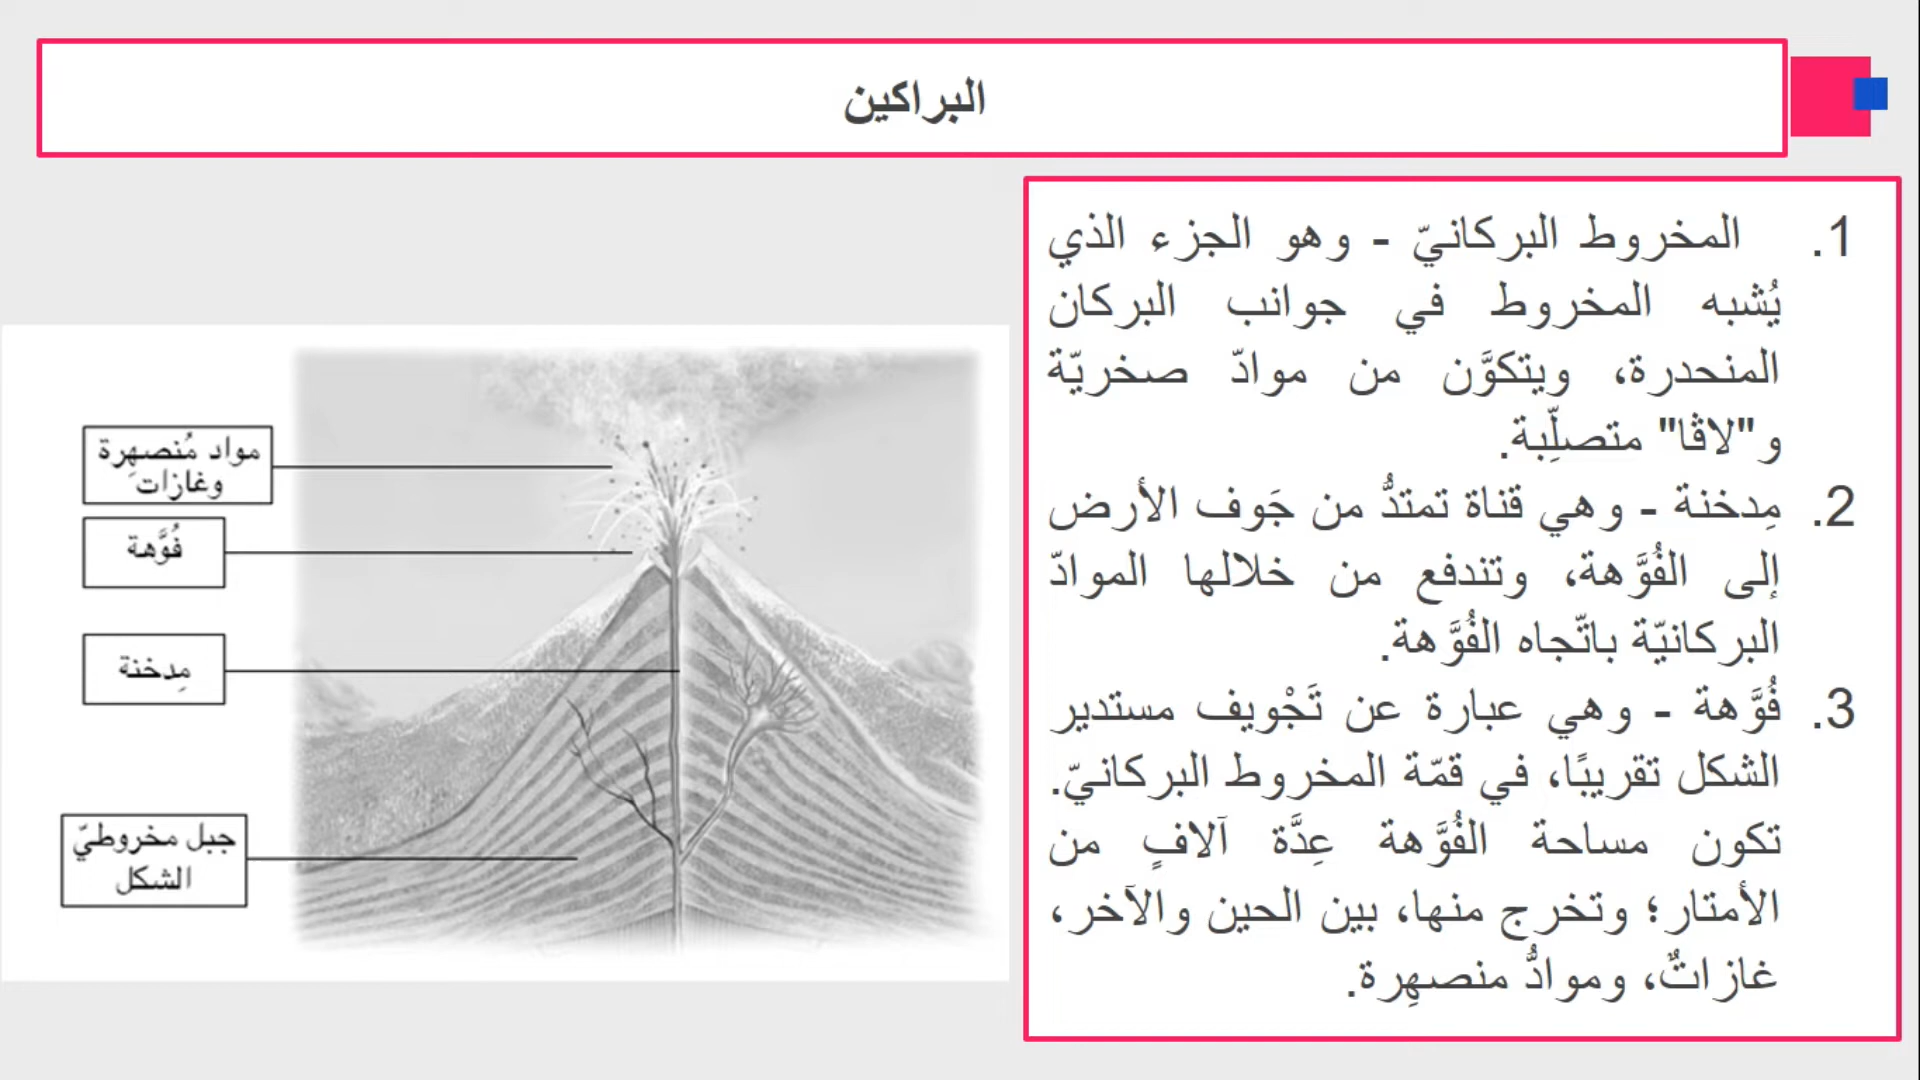 البراكين
1. المخروط البركانيّ - وهو الجزء الذي
يُشبه المخروط في جوانب البركان
المنحدرة، ويتكوَّن من موادّ صخريّة
و"لاڤا" متصلِّبة.
2. مِدخنة - وهي قناة تمتدُّ من جَوف الأرض
إلى الفُوَّهة، وتندفع من خلالها الموادّ
البركانيّة باتّجاه الفُوَّهة.
3. فُوَّهة - وهي عبارة عن تَجْويف مستدير
الشكل تقريبًا، في قمّة المخروط البركانيّ.
تكون مساحة الفُوَّهة عِدَّة آلافٍ من
الأمتار؛ وتخرج منها، بين الحين والآخر،
غازاتٌ، وموادُّ منصهِرة.
مواد مُنصهِرة
وغازات
فُوَّهة
مِدخنة
جبل مخروطيّ
الشكل